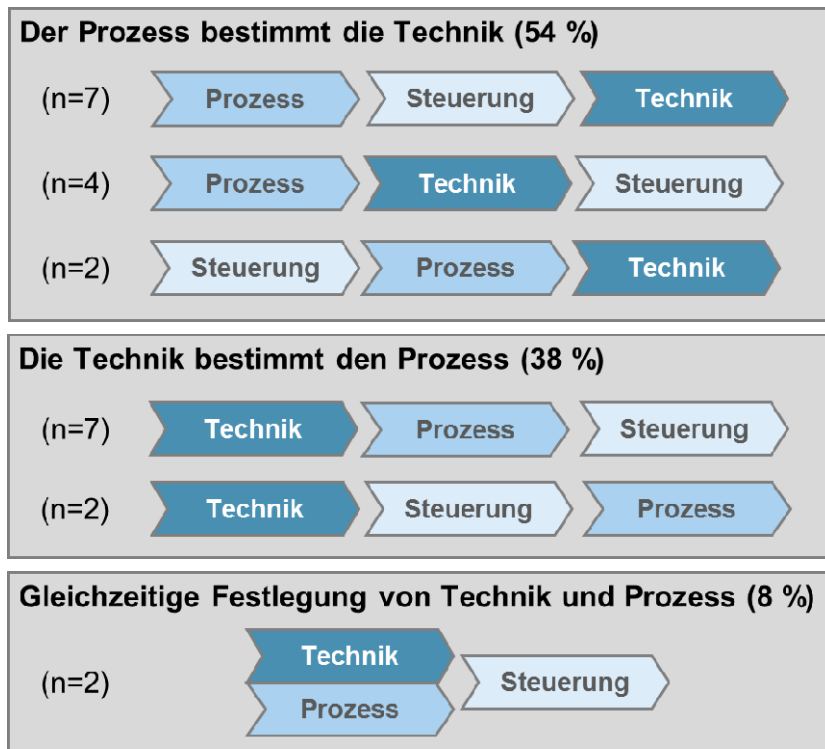 Der Prozess bestimmt die Technik (54 %)
(n=7) Prozess Steuerung Technik
(n=4) Prozess Technik Steuerung
(n=2) Steuerung Prozess Technik
Die Technik bestimmt den Prozess (38 %)
(n=7) Technik Prozess Steuerung
(n=2) Technik Steuerung Prozess
Gleichzeitige Festlegung von Technik und Prozess (8 %)
(n=2) Technik Steuerung
Prozess